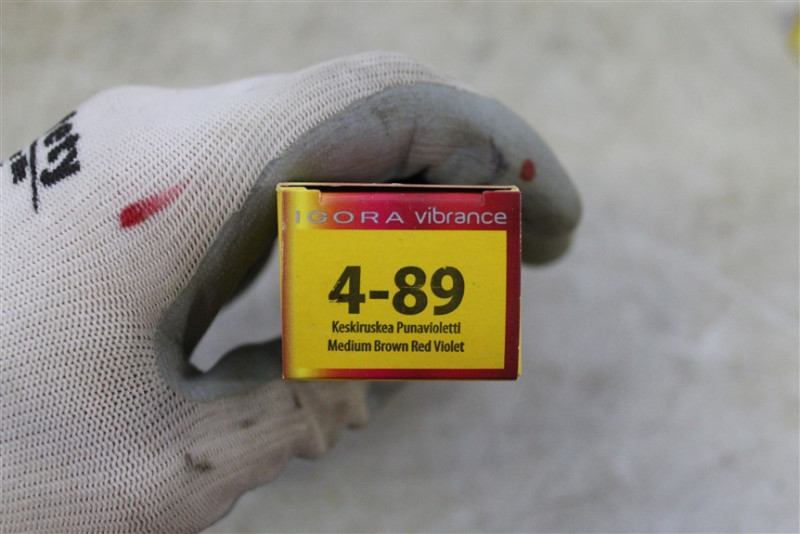 IGORA vibrance
4-89
Keskiruskea Punavioletti
Medium Brown Red Violet